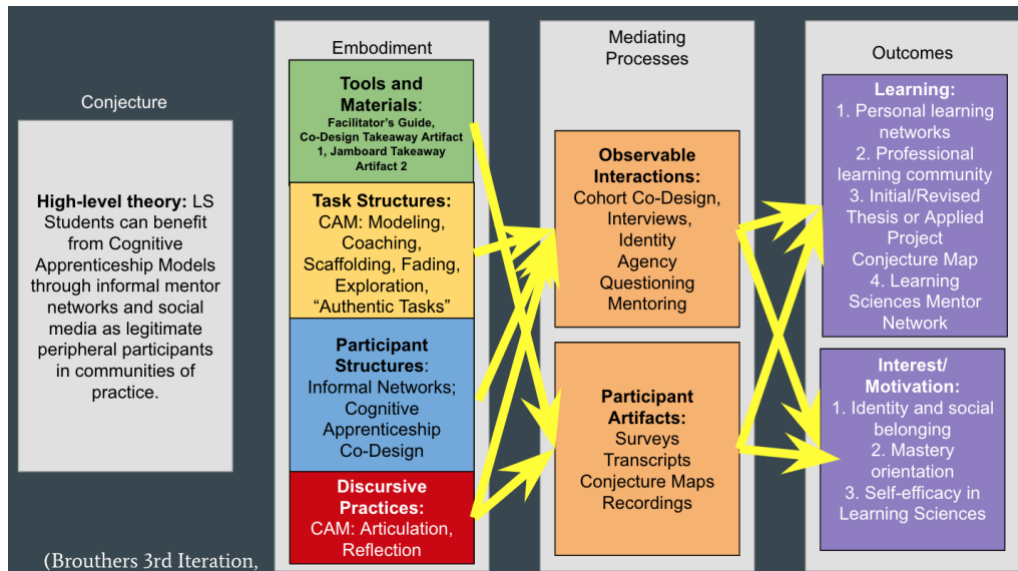 Conjecture
High-level theory: LS
Students can benefit
from Cognitive
Apprenticeship Models
through informal mentor
networks and social
media as legitimate
peripheral participants
in communities of
practice.
(Brouthers 3rd Iteration,
Embodiment
Tools and
Materials:
Facilitator's Guide,
Co-Design Takeaway Artifact
1, Jamboard Takeaway
Artifact 2
Task Structures:
CAM: Modeling,
Coaching,
Scaffolding, Fading,
Exploration,
“Authentic Tasks”
Participant
Structures:
Informal Networks;
Cognitive
Apprenticeship
Co-Design
Discursive
Practices:
CAM: Articulation,
Reflection
Mediating
Processes
Observable
Interactions:
Cohort Co-Design,
Interviews,
Identity
Agency
Questioning
Mentoring
Participant
Artifacts:
Surveys
Transcripts
Conjecture Maps
Recordings
Outcomes
Learning:
1. Personal learning
networks
2. Professional
learning community
3. Initial/Revised
Thesis or Applied
Project
Conjecture Map
4. Learning
Sciences Mentor
Network
Interest/
Motivation:
1. Identity and social
belonging
2. Mastery
orientation
3. Self-efficacy in
Learning Sciences